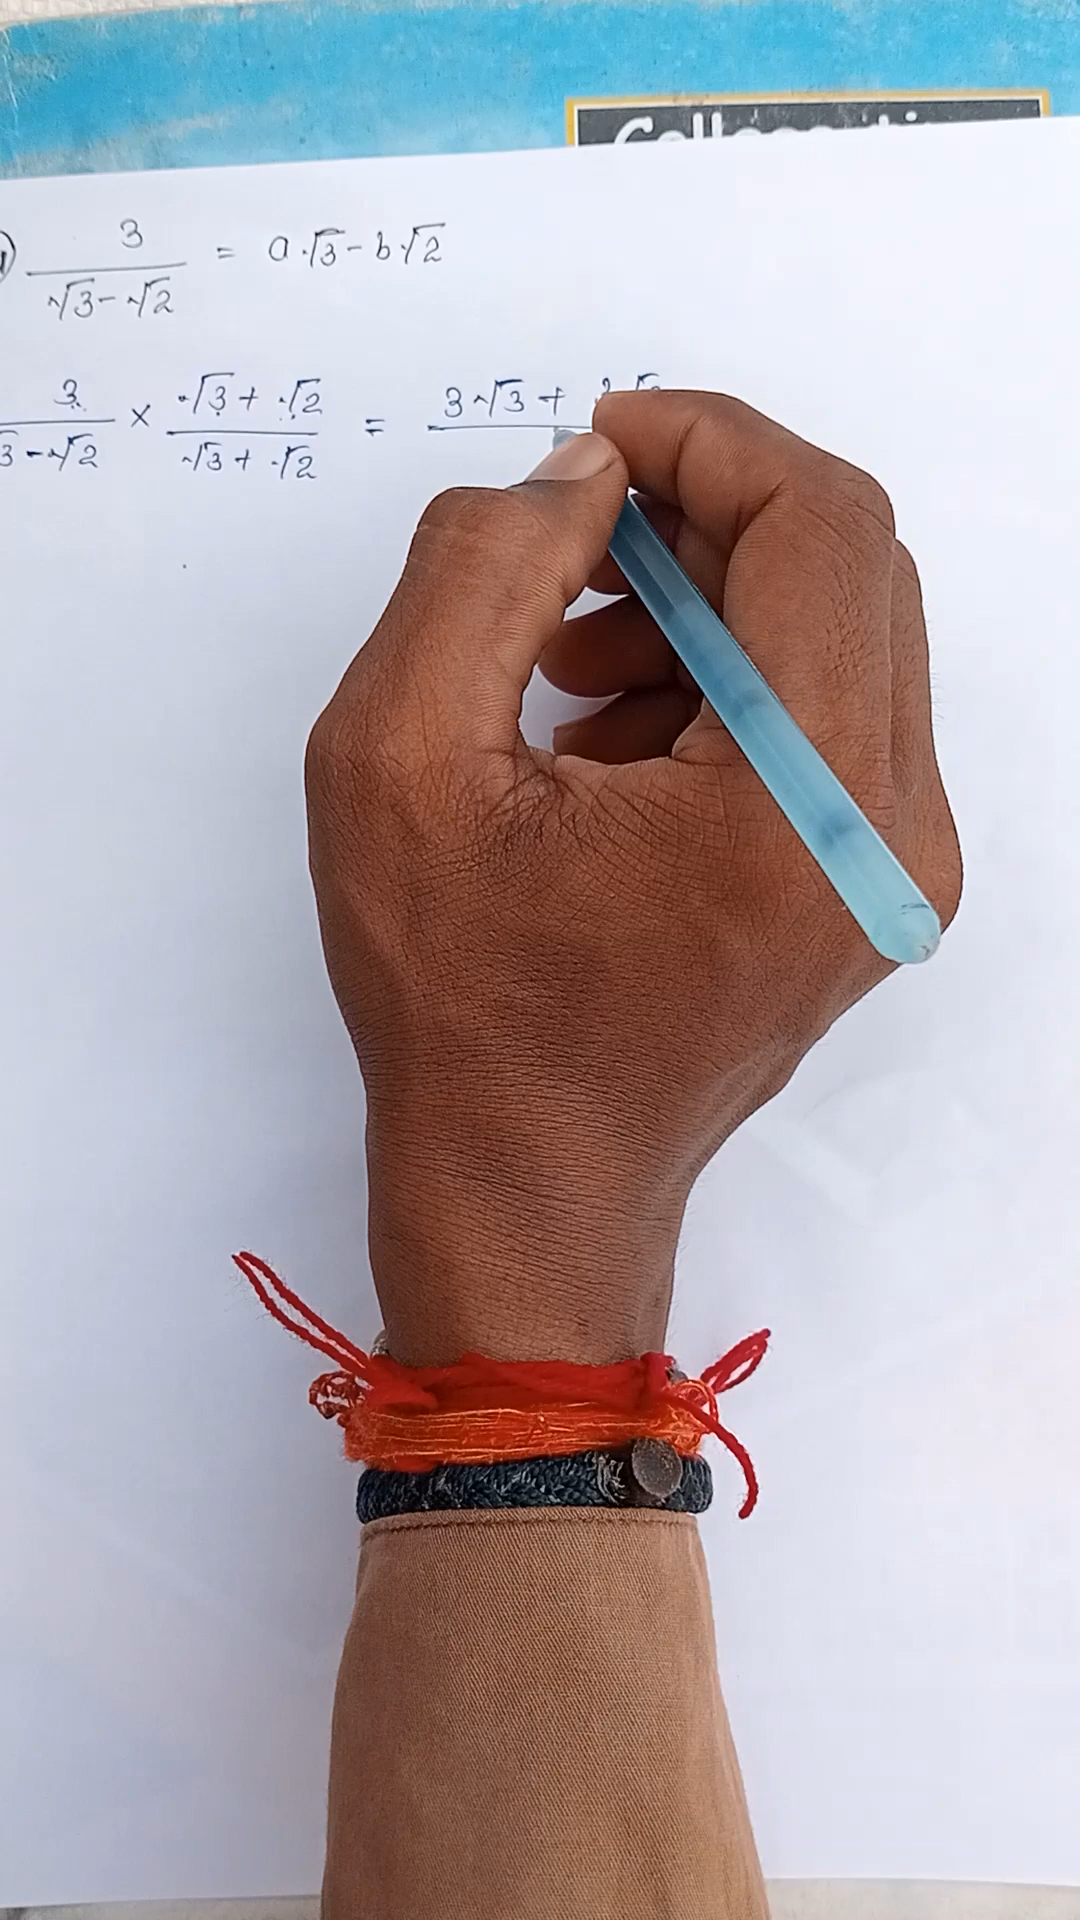 3/(√3-√2) = a√3-b√2
3/(√3-√2) × (√3+√2)/(√3+√2) = 3√3+